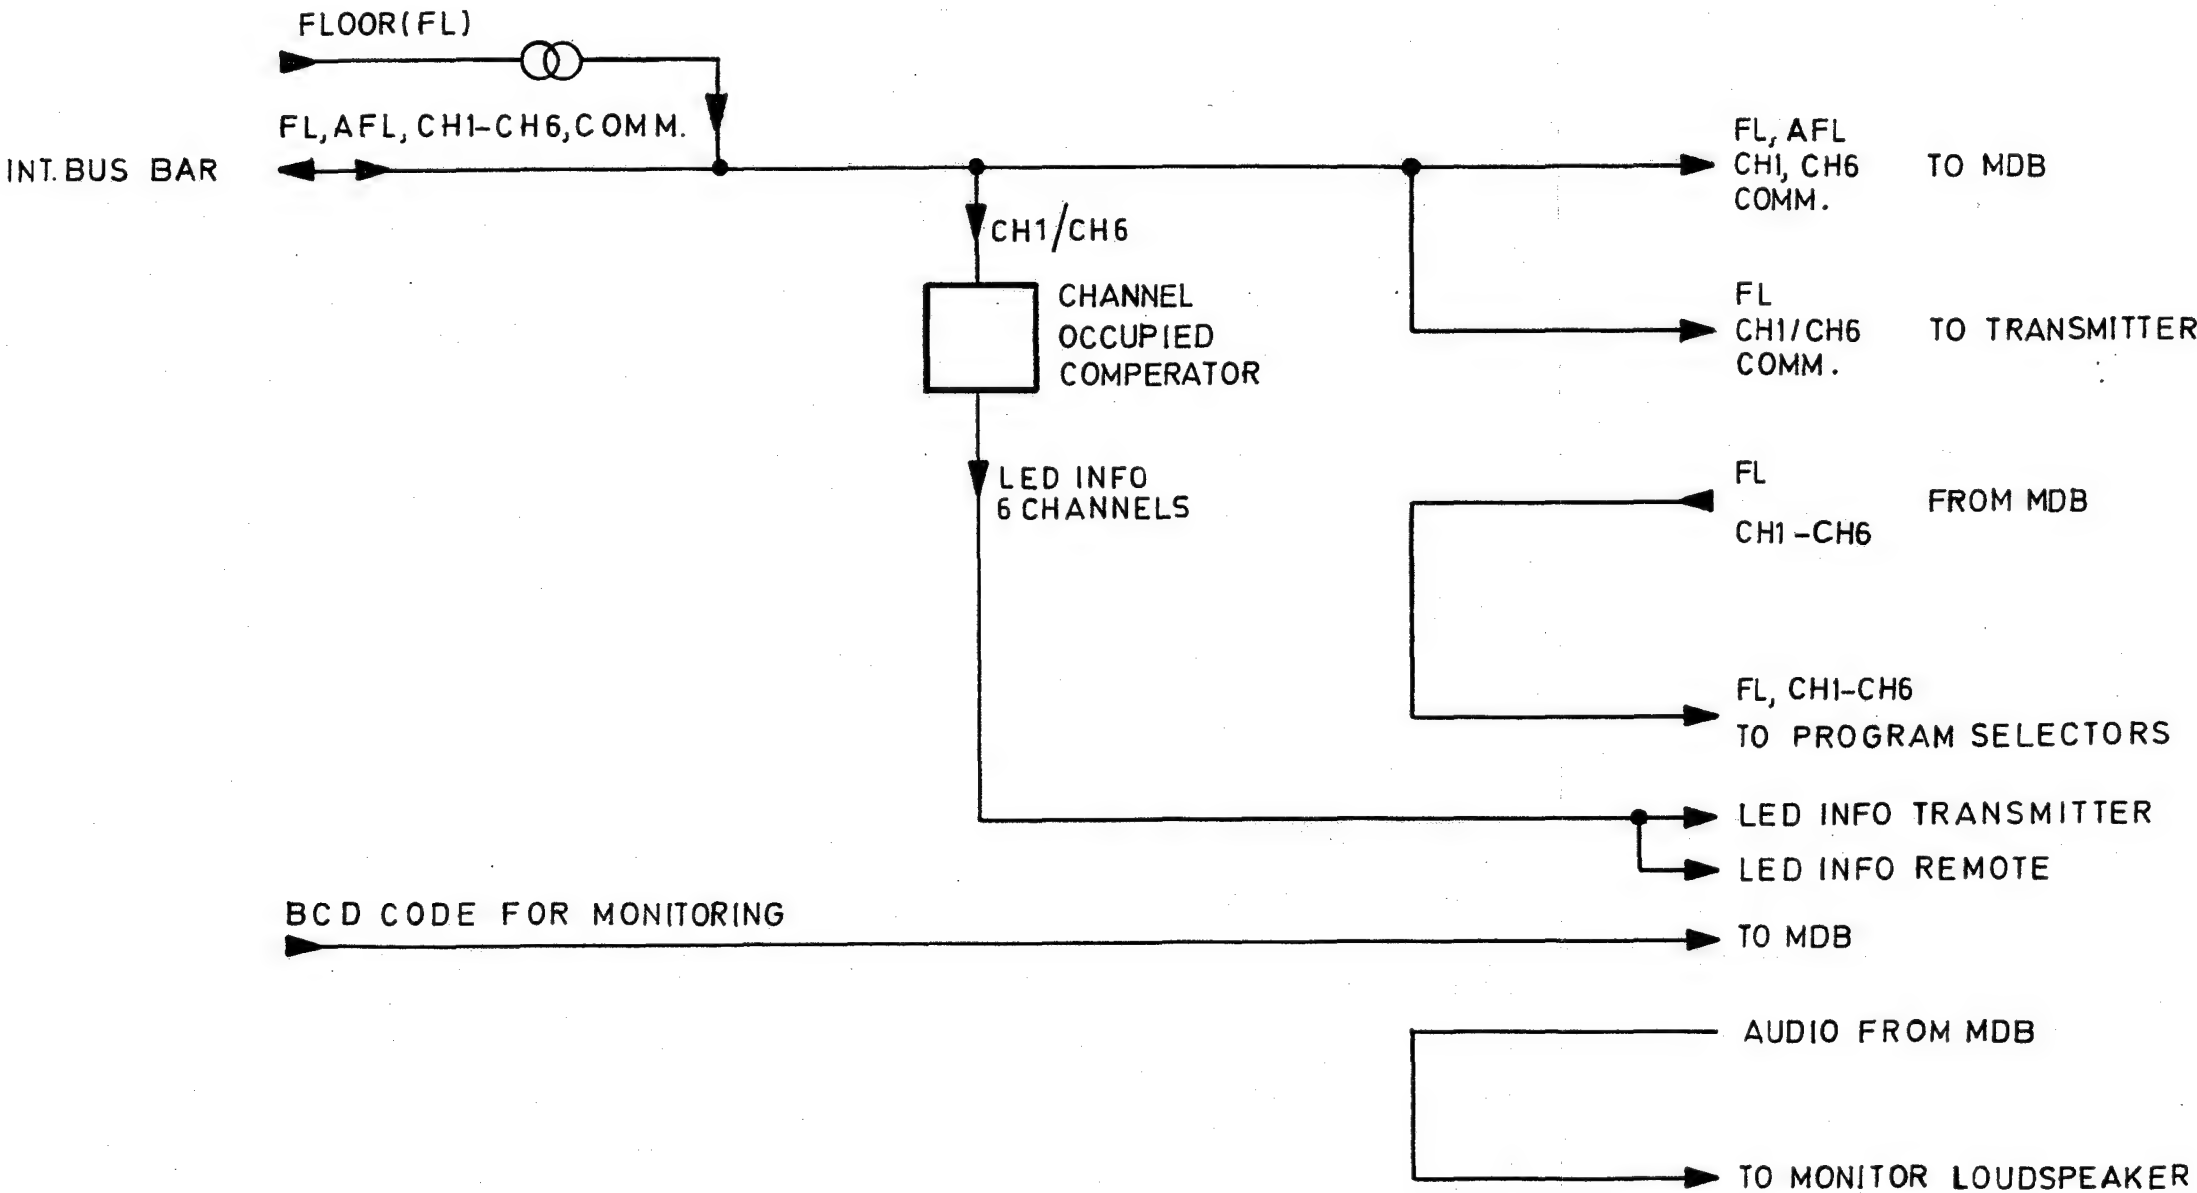 FLOOR(FL)
FL, AFL, CH1-CH6, COMM.
INT. BUS BAR
FL, AFL
CH1, CH6
COMM.
TO MDB
CH1/CH6
CHANNEL
OCCUPIED
COMPERATOR
FL
CH1/CH6
COMM.
TO TRANSMITTER
LED INFO
6 CHANNELS
FL
CH1-CH6
FROM MDB
FL, CH1-CH6
TO PROGRAM SELECTORS
LED INFO TRANSMITTER
LED INFO REMOTE
BCD CODE FOR MONITORING
TO MDB
AUDIO FROM MDB
TO MONITOR LOUDSPEAKER